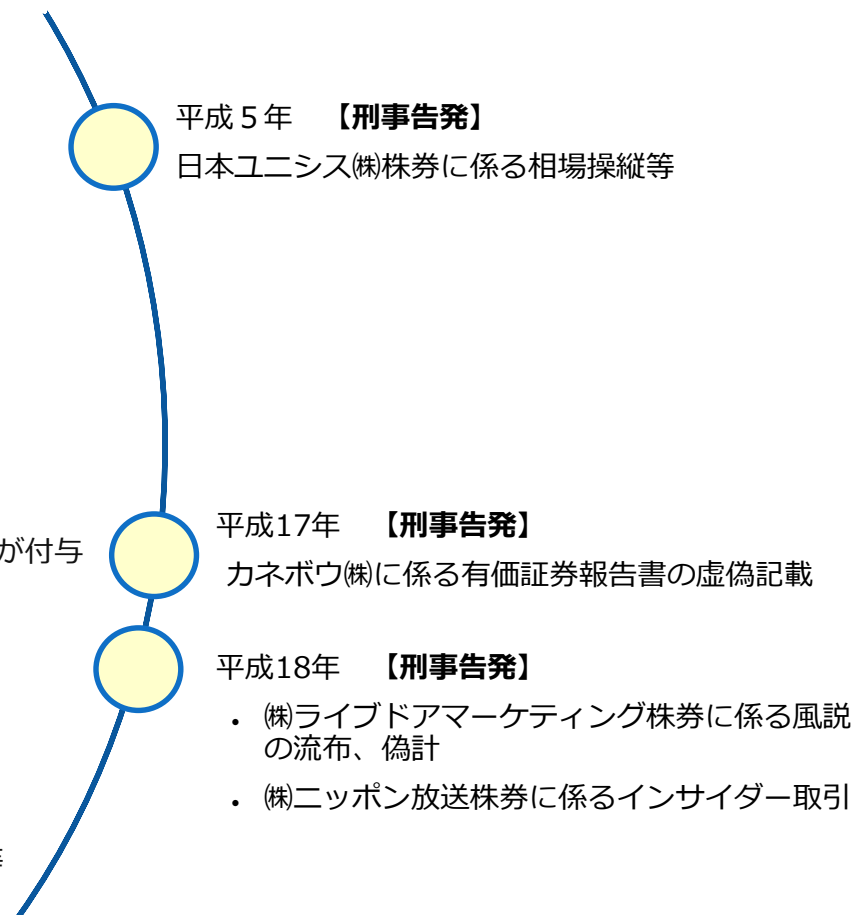 平成５年　【刑事告発】
日本ユニシス㈱株券に係る相場操縦等
平成17年　【刑事告発】
が付与
カネボウ㈱に係る有価証券報告書の虚偽記載
平成18年　【刑事告発】
・㈱ライブドアマーケティング株券に係る風説
の流布、偽計
・㈱ニッポン放送株券に係るインサイダー取引